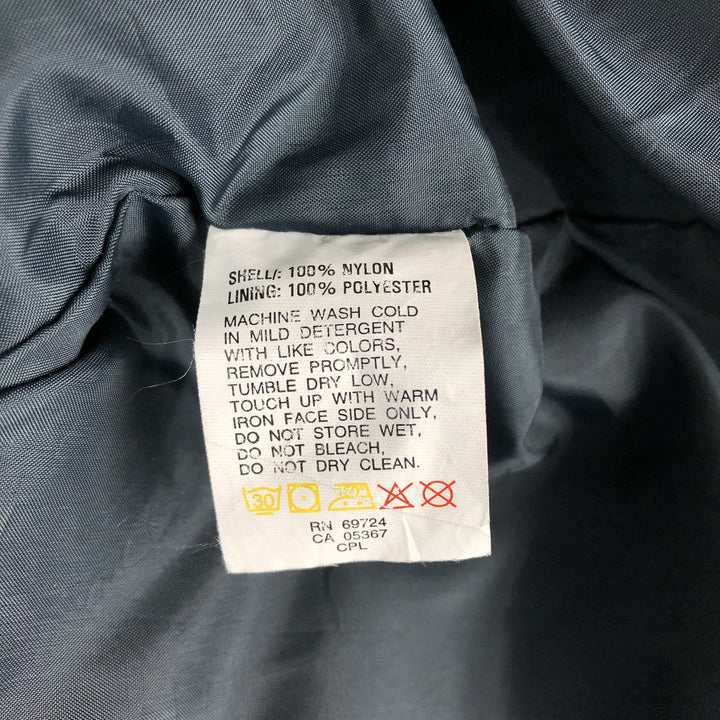 SHELL/: 100% NYLON
LINING: 100% POLYESTER
MACHINE WASH COLD
IN MILD DETERGENT
WITH LIKE COLORS,
REMOVE PROMPTLY,
TUMBLE DRY LOW,
TOUCH UP WITH WARM
IRON FACE SIDE ONLY,
DO NOT STORE WET,
DO NOT BLEACH,
DO NOT DRY CLEAN.
30
RN 69724
CA 05367
CPL